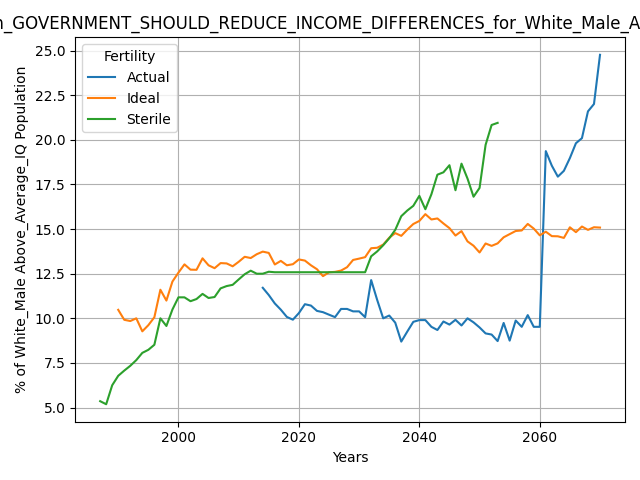 GOVERNMENT_SHOULD_REDUCE_INCOME_DIFFERENCES_for_White_Male_A
Fertility
Actual
Ideal
Sterile
% of White_Male Above_Average_IQ Population
25.0
22.5
20.0
17.5
15.0
12.5
10.0
7.5
5.0
2000
2020
2040
2060
Years